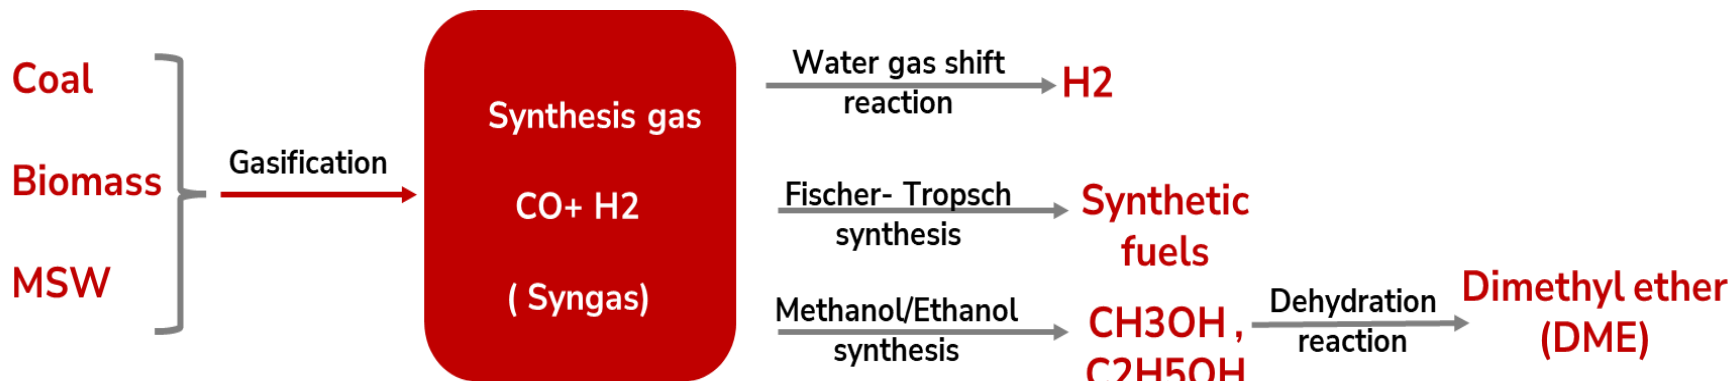 Coal
Biomass
MSW
Gasification
Synthesis gas
CO+ H2
( Syngas)
Water gas shift
reaction
H2
Fischer- Tropsch
synthesis
Synthetic
fuels
Methanol/Ethanol
synthesis
CH3OH ,
C2H5OH
Dehydration
reaction
Dimethyl ether
(DME)